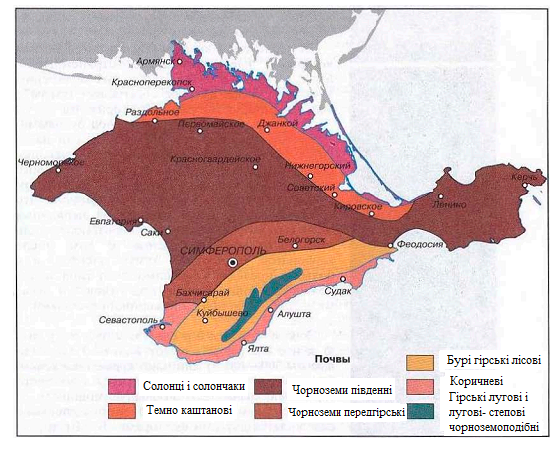 Армянск
Красноперекопск
Раздольное
Первомайское
Джанкой
Черноморское
Красногвардейское
Нижнегорский
Советский
Керчь
Кировское
Ленино
Евпатория
Саки
Белогорск
Феодосия
СИМФЕРОПОЛЬ
Бахчисарай
Судак
Севастополь
Куйбышево
Алушта
Ялта
Почвы
Солонці і солончаки
Чорноземи південні
Бурі гірські лісові
Темно каштанові
Чорноземи передгірські
Коричневі
Гірські лугові і
лугові- степові
чорноземоподібні